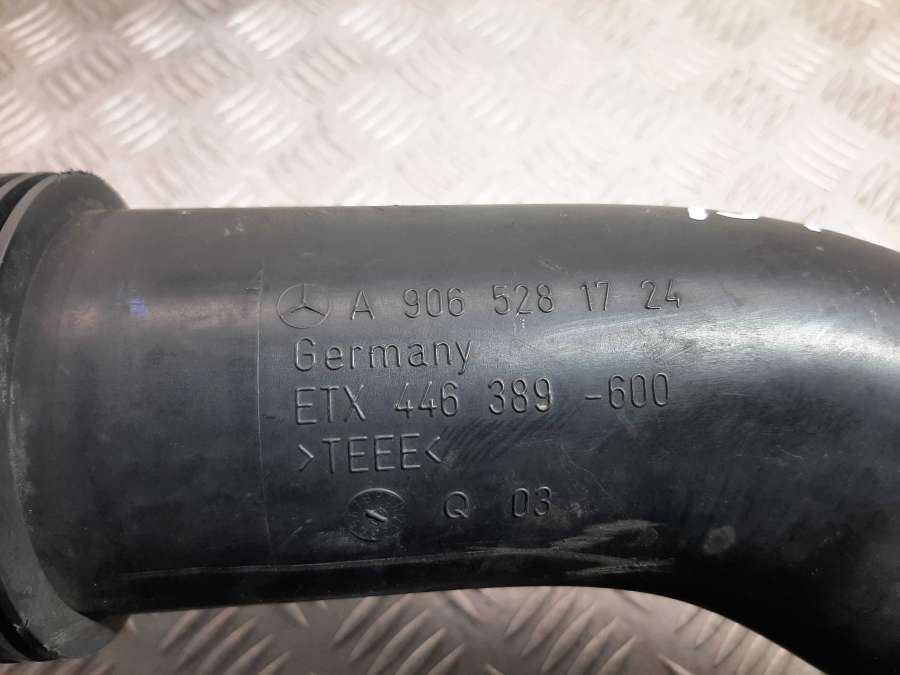 A 906 528 17 24
Germany
ETX 446 389 -600
>TEEE<
Q 03